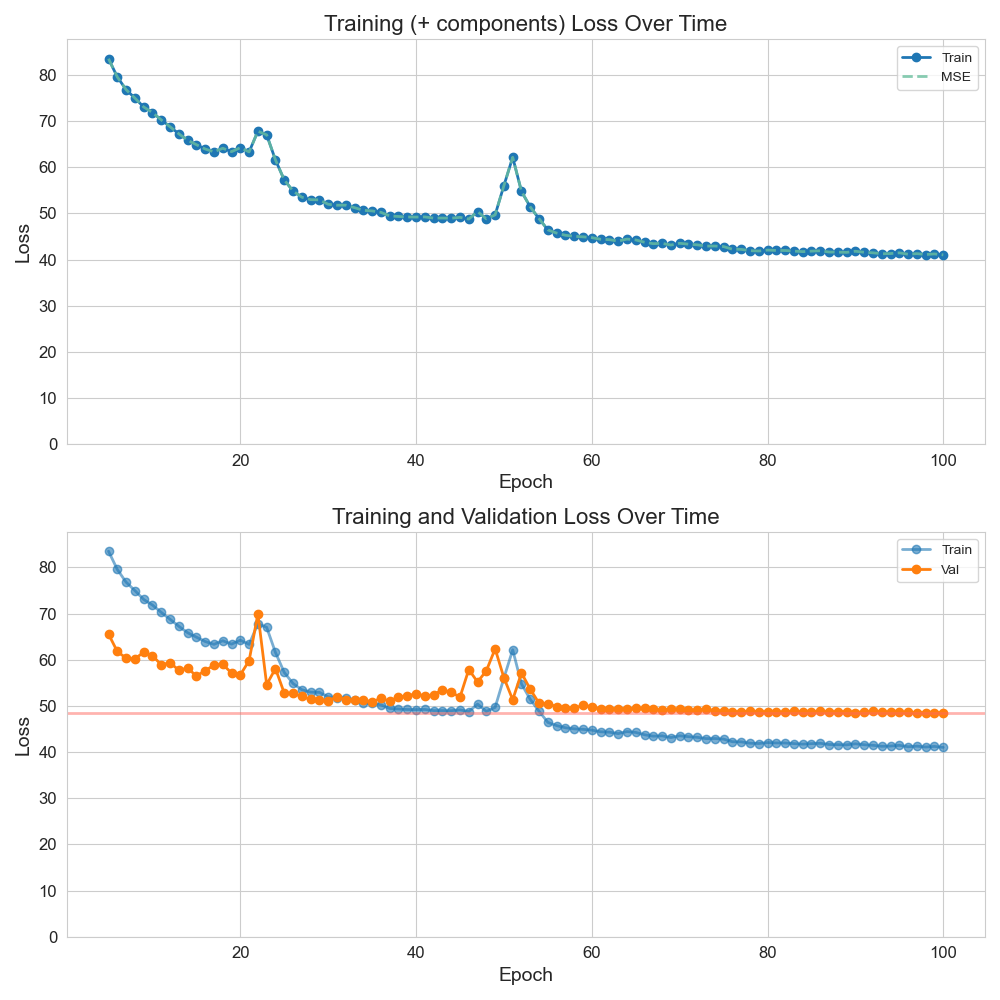 Training (+ components) Loss Over Time
Train
MSE
Loss
80
70
60
50
40
30
20
10
0
20 40 60 80 100
Epoch
Training and Validation Loss Over Time
Train
Val
Loss
80
70
60
50
40
30
20
10
0
20 40 60 80 100
Epoch